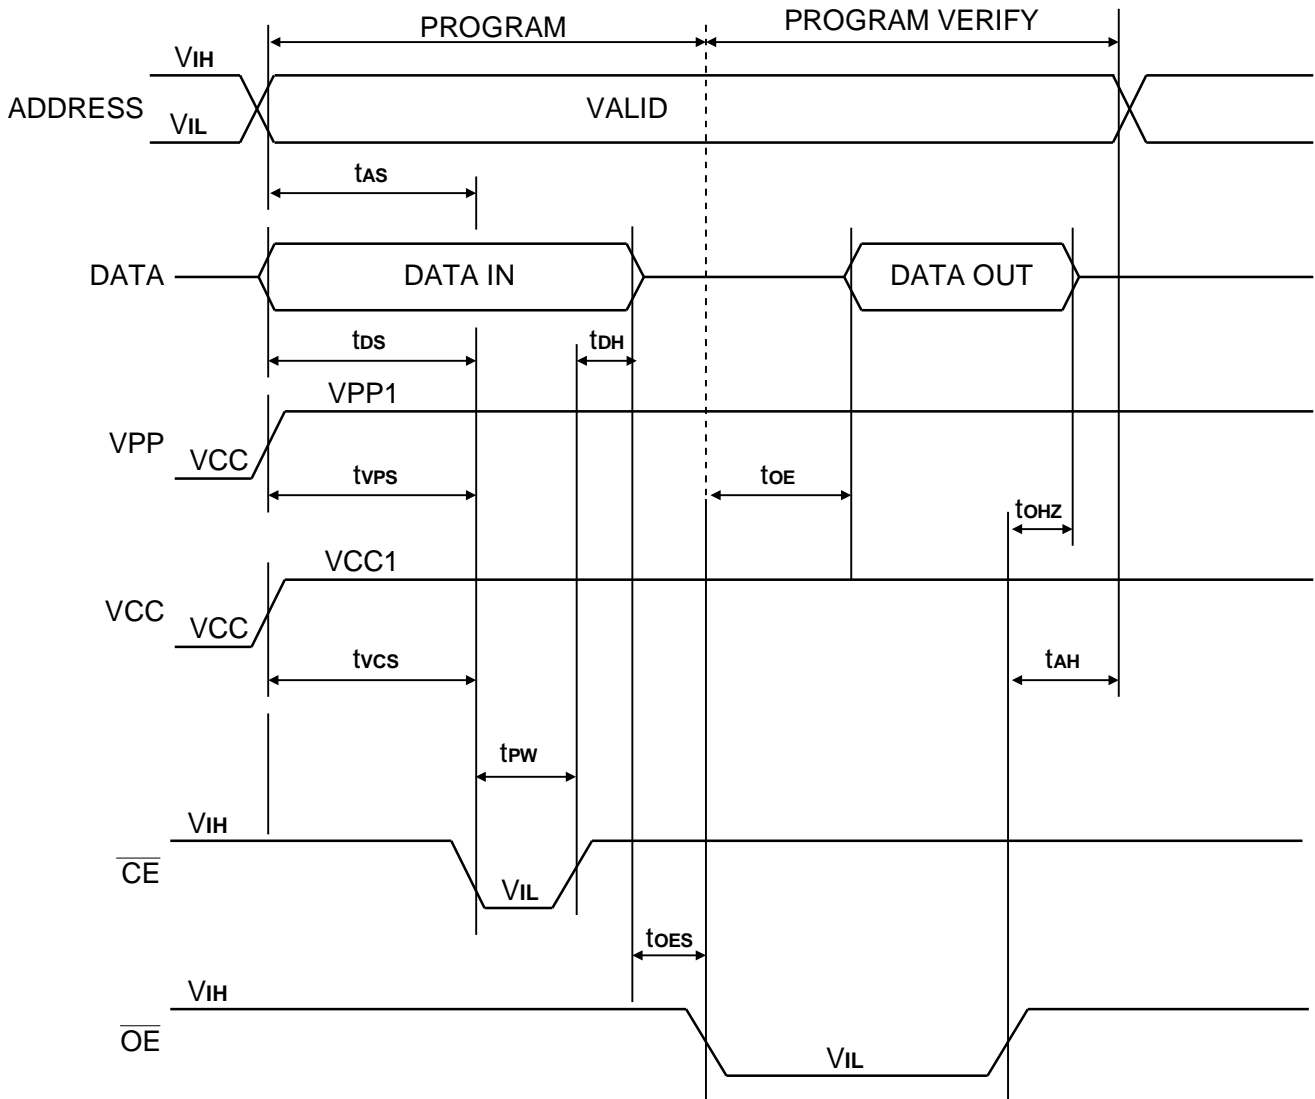 PROGRAM
PROGRAM VERIFY
VIH
ADDRESS
VALID
VIL
tAS
DATA
DATA IN
DATA OUT
tDS
tDH
VPP1
VPP
VCC
tVPS
tOE
tOHZ
VCC1
VCC
VCC
tVCS
tAH
tPW
VIH
CE
VIL
tOES
VIH
OE
VIL